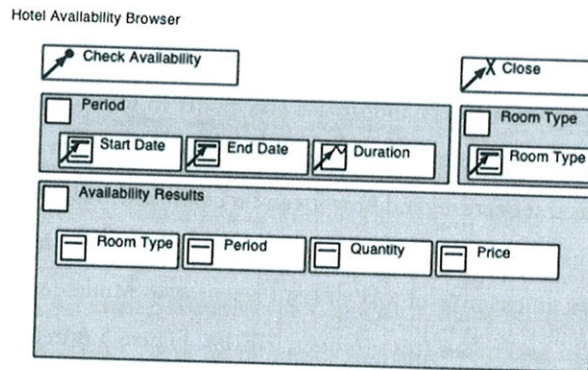 Hotel Availability Browser
Check Availability
Close
Period
Room Type
Start Date
End Date
Duration
Room Type
Availability Results
Room Type
Period
Quantity
Price